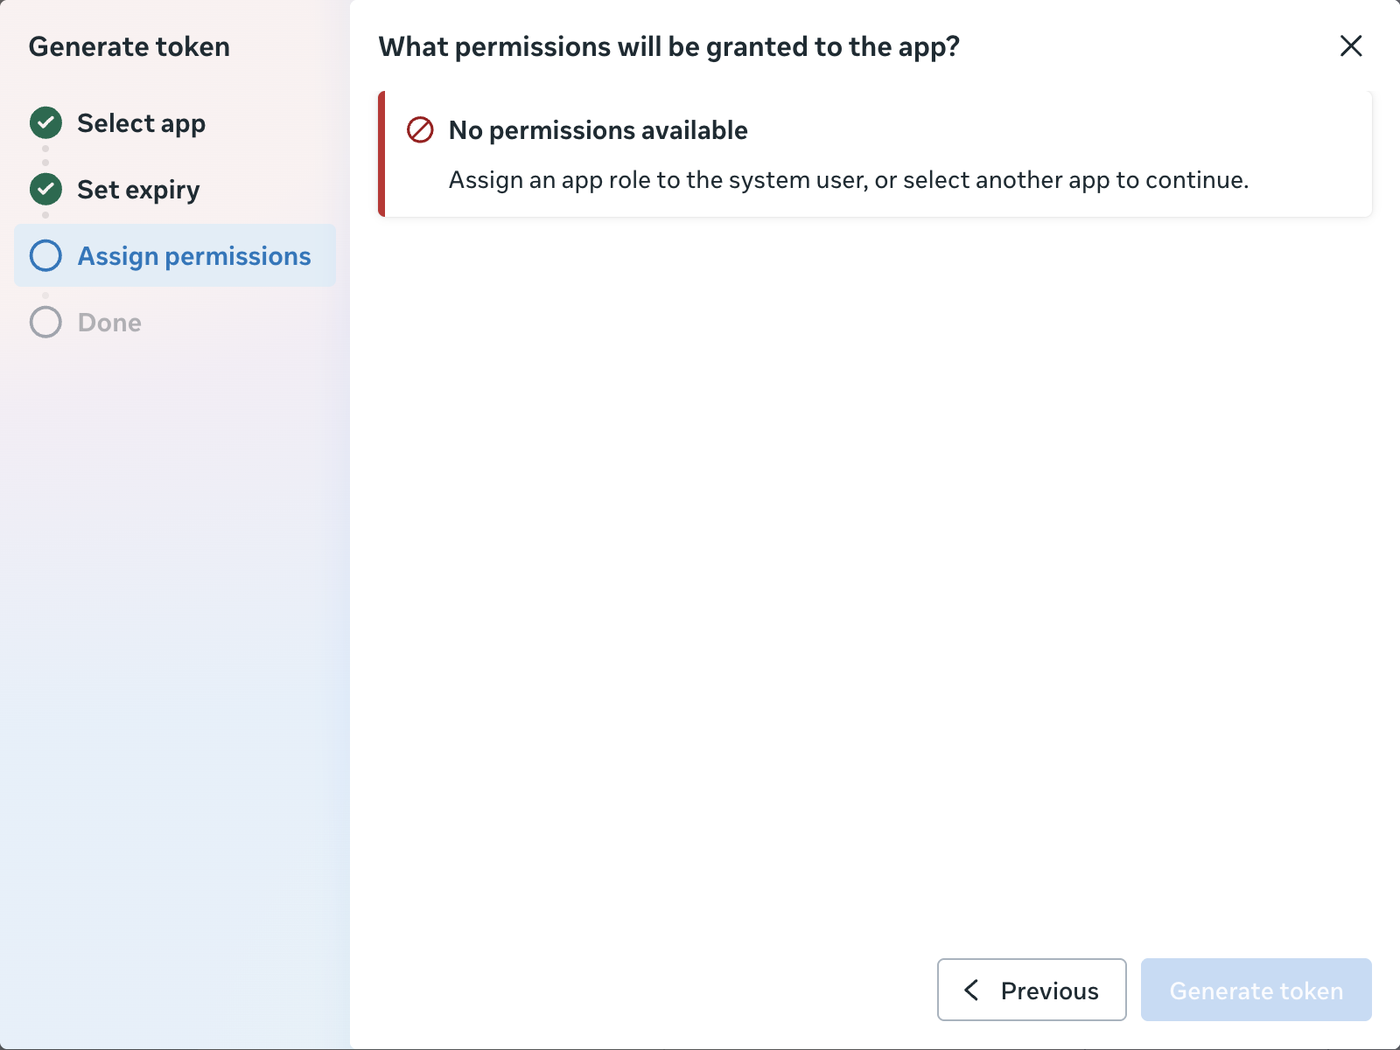 Generate token
Select app
Set expiry
Assign permissions
Done
What permissions will be granted to the app?
No permissions available
Assign an app role to the system user, or select another app to continue.
Previous
Generate token